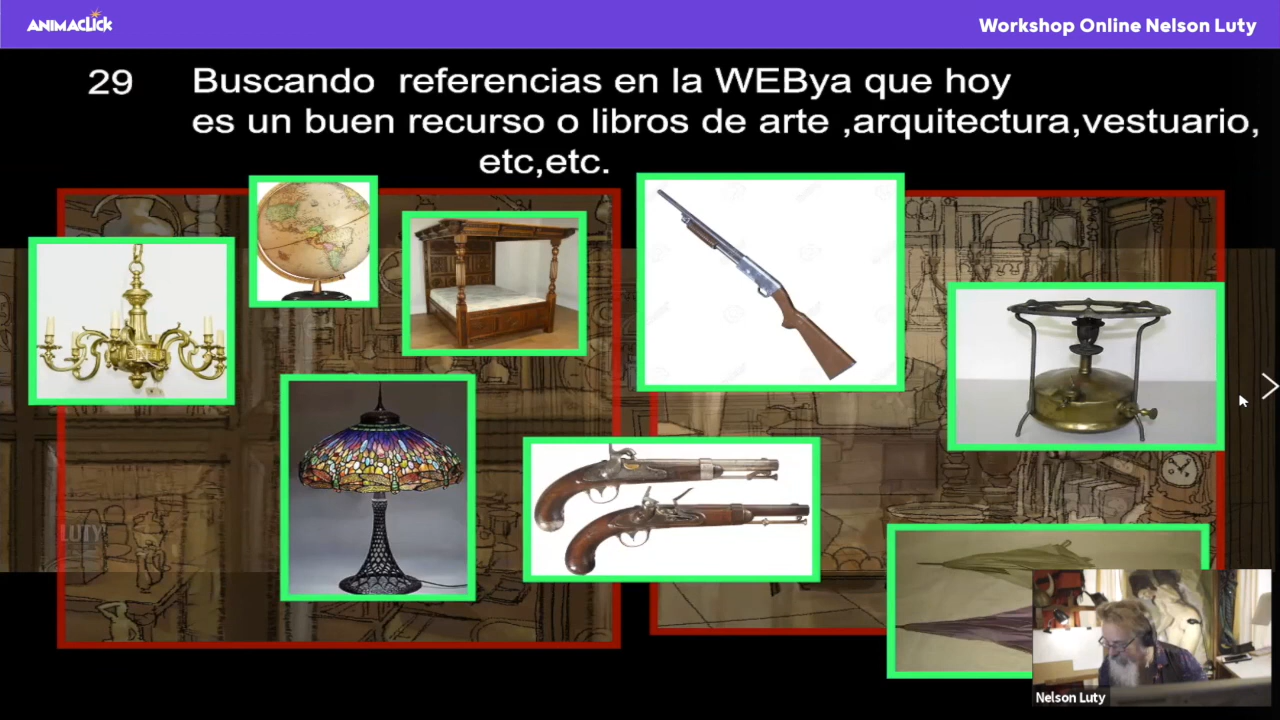 ANIMACLICK
Workshop Online Nelson Luty
29 Buscando referencias en la WEBya que hoy
es un buen recurso o libros de arte ,arquitectura,vestuario,
etc,etc.
LUTY
Nelson Luty